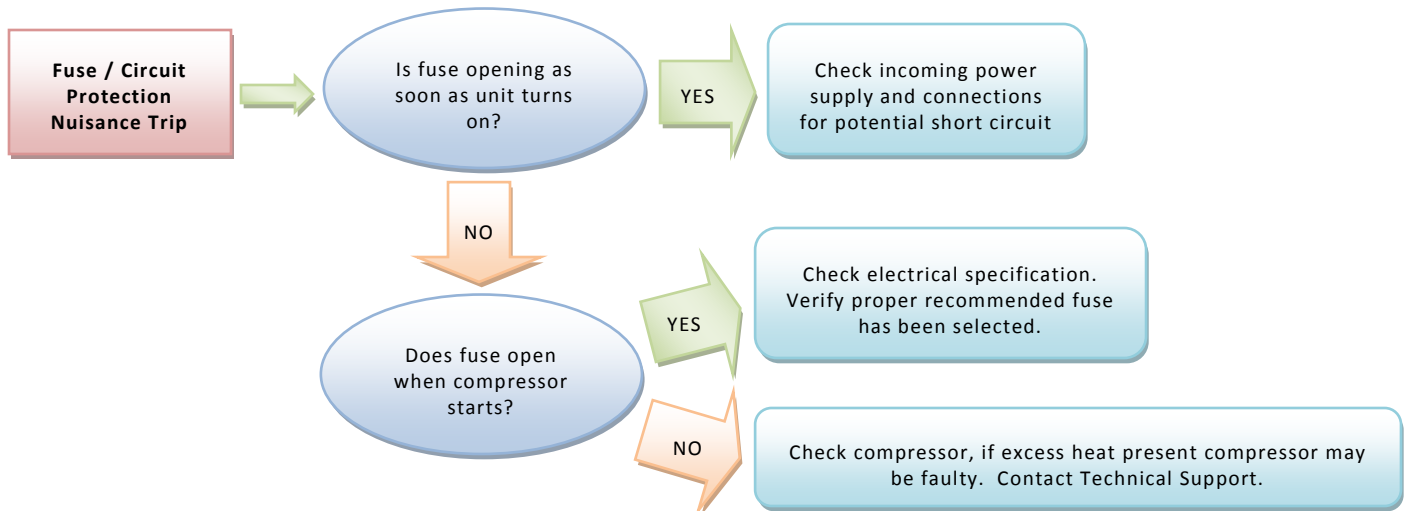 Fuse / Circuit
Protection
Nuisance Trip
Is fuse opening as
soon as unit turns
on?
YES
Check incoming power
supply and connections
for potential short circuit
NO
Does fuse open
when compressor
starts?
YES
Check electrical specification.
Verify proper recommended fuse
has been selected.
NO
Check compressor, if excess heat present compressor may
be faulty.  Contact Technical Support.